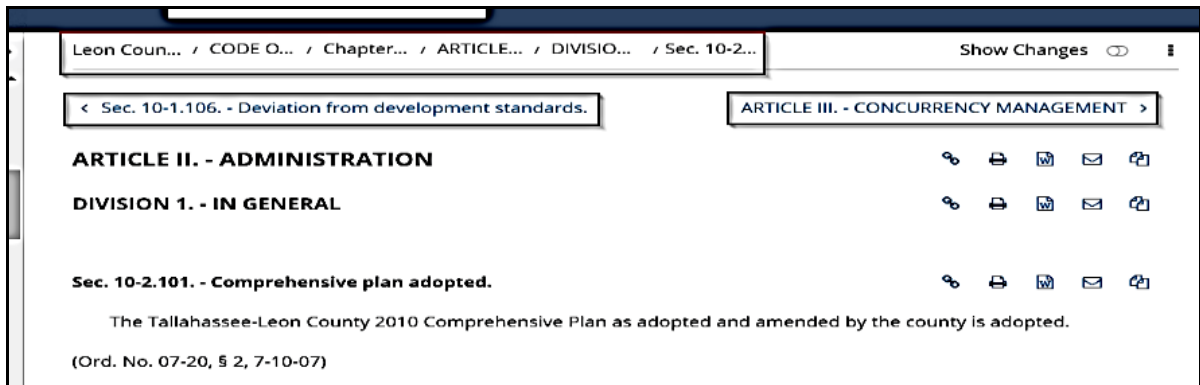 Leon Coun... / CODE O... / Chapter... / ARTICLE... / DIVISIO... / Sec. 10-2... Show Changes
< Sec. 10-1.106. - Deviation from development standards. ARTICLE III. - CONCURRENCY MANAGEMENT >
ARTICLE II. - ADMINISTRATION
DIVISION 1. - IN GENERAL
Sec. 10-2.101. - Comprehensive plan adopted.
The Tallahassee-Leon County 2010 Comprehensive Plan as adopted and amended by the county is adopted.
(Ord. No. 07-20, § 2, 7-10-07)